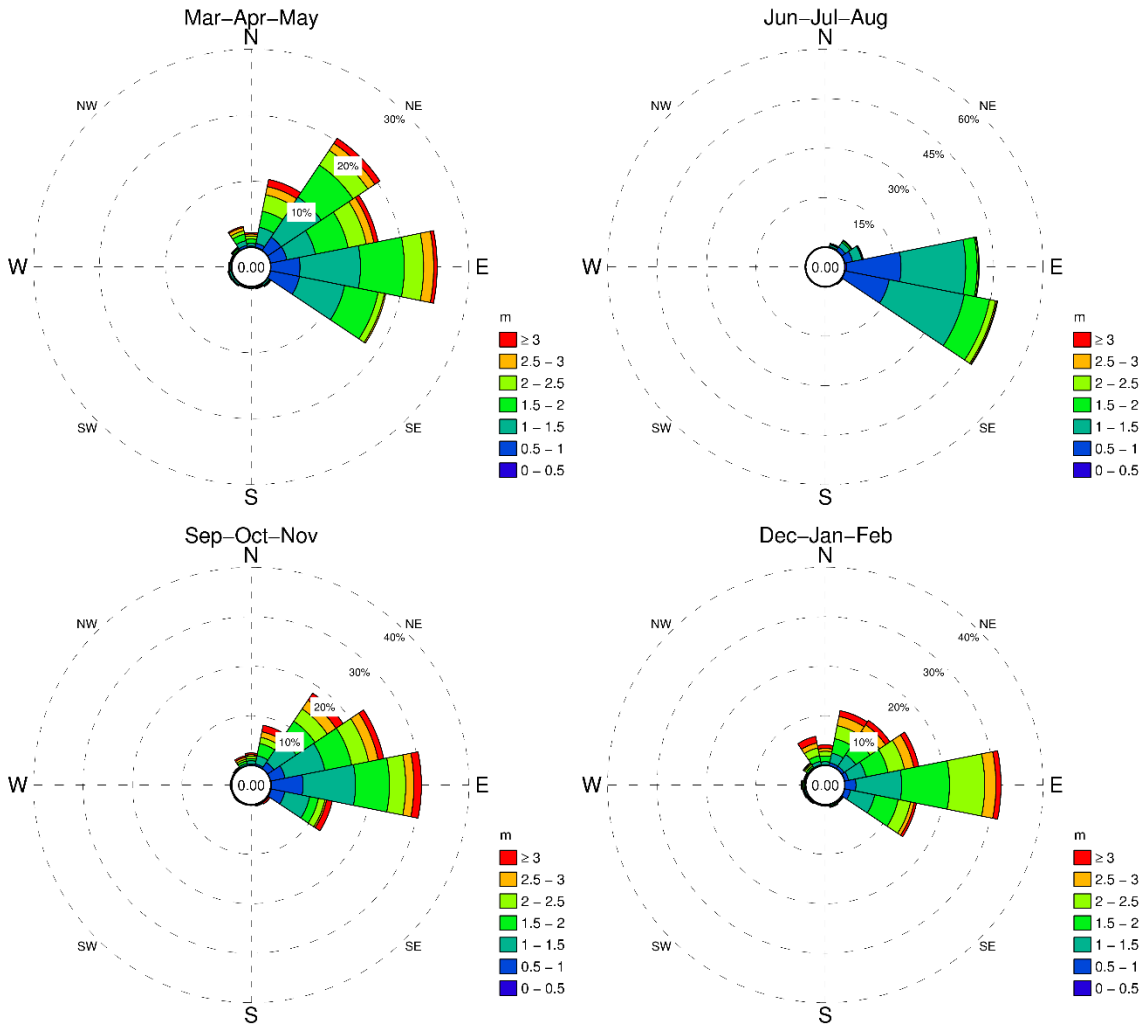 Mar–Apr–May
N
NW
NE
30%
20%
10%
W
0.00
E
SW
SE
S
m
≥ 3
2.5 – 3
2 – 2.5
1.5 – 2
1 – 1.5
0.5 – 1
0 – 0.5
Jun–Jul–Aug
N
NW
NE
60%
45%
30%
15%
W
0.00
E
SW
SE
S
m
≥ 3
2.5 – 3
2 – 2.5
1.5 – 2
1 – 1.5
0.5 – 1
0 – 0.5
Sep–Oct–Nov
N
NW
NE
40%
30%
20%
10%
W
0.00
E
SW
SE
S
m
≥ 3
2.5 – 3
2 – 2.5
1.5 – 2
1 – 1.5
0.5 – 1
0 – 0.5
Dec–Jan–Feb
N
NW
NE
40%
30%
20%
10%
W
0.00
E
SW
SE
S
m
≥ 3
2.5 – 3
2 – 2.5
1.5 – 2
1 – 1.5
0.5 – 1
0 – 0.5